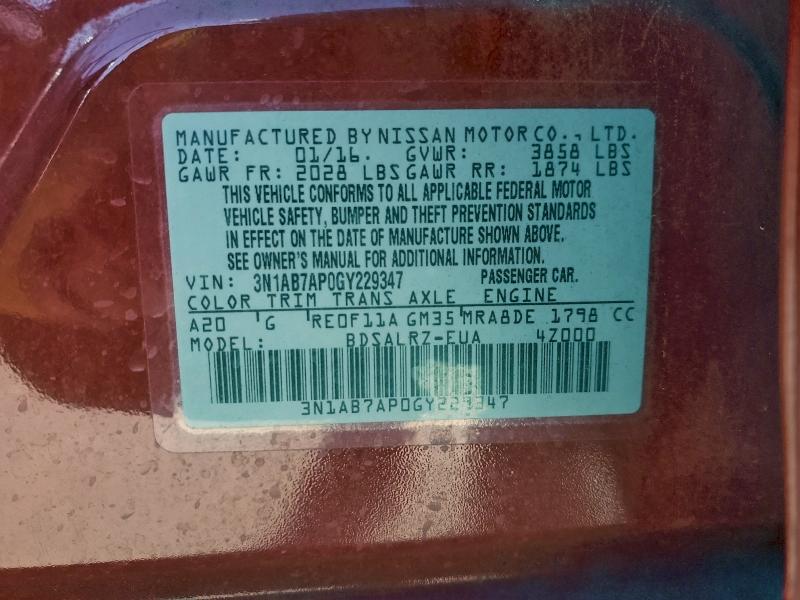 MANUFACTURED BY NISSAN MOTOR CO., LTD.
DATE: 01/16. GVWR: 3858 LBS
GAWR FR: 2028 LBS GAWR RR: 1874 LBS
THIS VEHICLE CONFORMS TO ALL APPLICABLE FEDERAL MOTOR
VEHICLE SAFETY, BUMPER AND THEFT PREVENTION STANDARDS
IN EFFECT ON THE DATE OF MANUFACTURE SHOWN ABOVE.
SEE OWNER'S MANUAL FOR ADDITIONAL INFORMATION.
VIN: 3N1AB7AP0GY229347 PASSENGER CAR.
COLOR TRIM TRANS AXLE ENGINE
A20 G RE0F11A GM35 MRA8DE 1798 CC
MODEL: BDSALRZ-EUA 4Z000
3N1AB7AP0GY229347